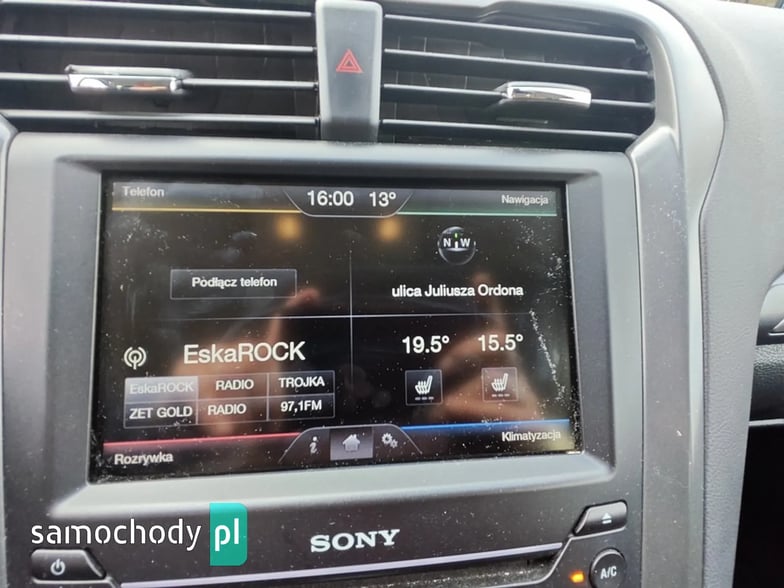 Telefon
16:00 13°
Nawigacja
N W
Podłącz telefon
ulica Juliusza Ordona
EskaROCK
19.5° 15.5°
EskaROCK RADIO TROJKA
ZET GOLD RADIO 97,1FM
Rozrywka
Klimatyzacja
samochody pl
SONY
A/C